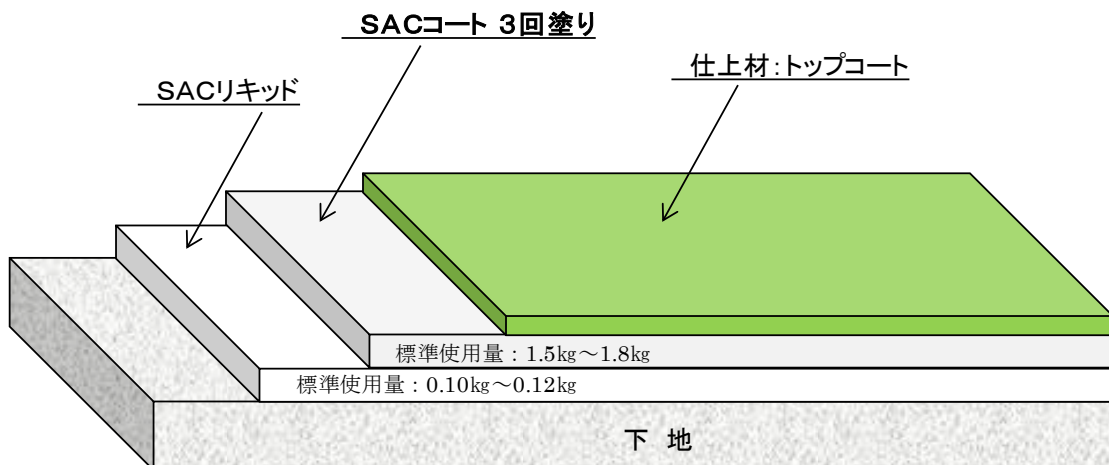 SACコート 3回塗り
仕上材:トップコート
SACリキッド
標準使用量：1.5㎏～1.8㎏
標準使用量：0.10㎏～0.12㎏
下 地